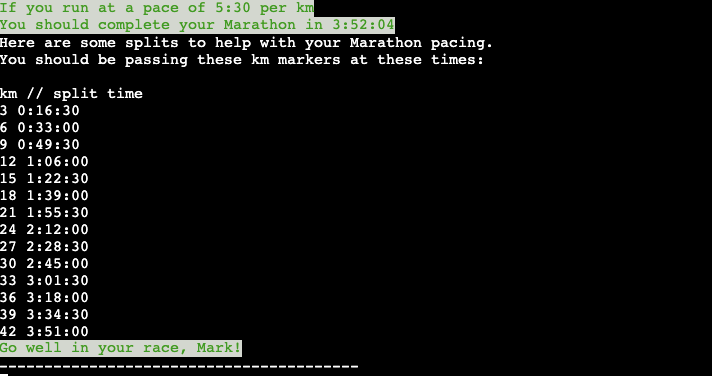 If you run at a pace of 5:30 per km
You should complete your Marathon in 3:52:04
Here are some splits to help with your Marathon pacing.
You should be passing these km markers at these times:
km // split time
3 0:16:30
6 0:33:00
9 0:49:30
12 1:06:00
15 1:22:30
18 1:39:00
21 1:55:30
24 2:12:00
27 2:28:30
30 2:45:00
33 3:01:30
36 3:18:00
39 3:34:30
42 3:51:00
Go well in your race, Mark!
----------------------------------------